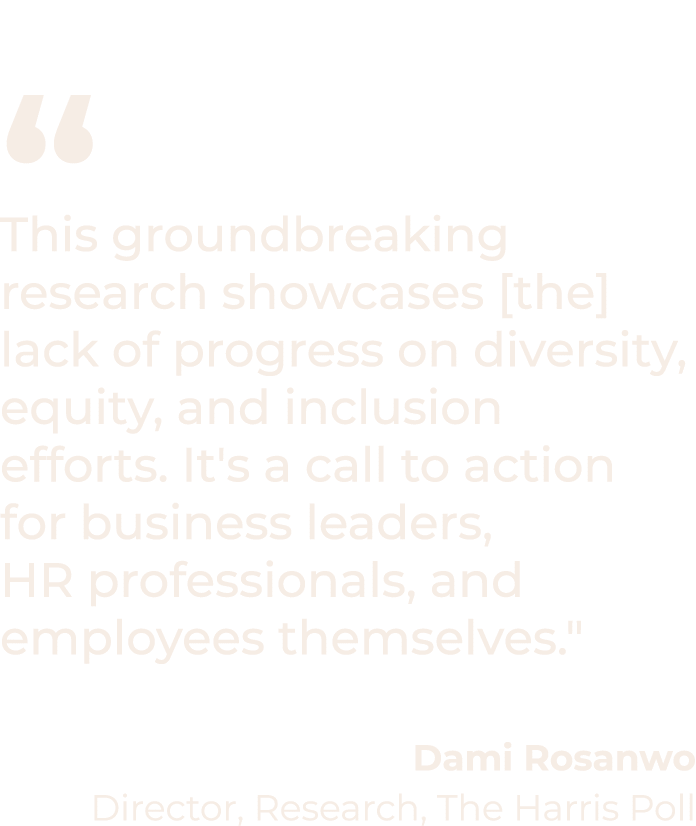 “
This groundbreaking
research showcases [the]
lack of progress on diversity,
equity, and inclusion
efforts. It's a call to action
for business leaders,
HR professionals, and
employees themselves."
Dami Rosanwo
Director, Research, The Harris Poll